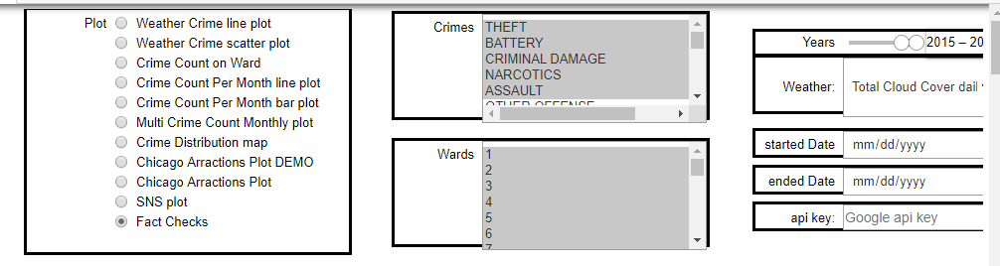 Plot
Weather Crime line plot
Weather Crime scatter plot
Crime Count on Ward
Crime Count Per Month line plot
Crime Count Per Month bar plot
Multi Crime Count Monthly plot
Crime Distribution map
Chicago Arractions Plot DEMO
Chicago Arractions Plot
SNS plot
Fact Checks
Crimes
THEFT
BATTERY
CRIMINAL DAMAGE
NARCOTICS
ASSAULT
OTHER OFFENSE
Wards
1
2
3
4
5
6
7
Years 2015 – 20
Weather: Total Cloud Cover dail
started Date mm/dd/yyyy
ended Date mm/dd/yyyy
api key: Google api key